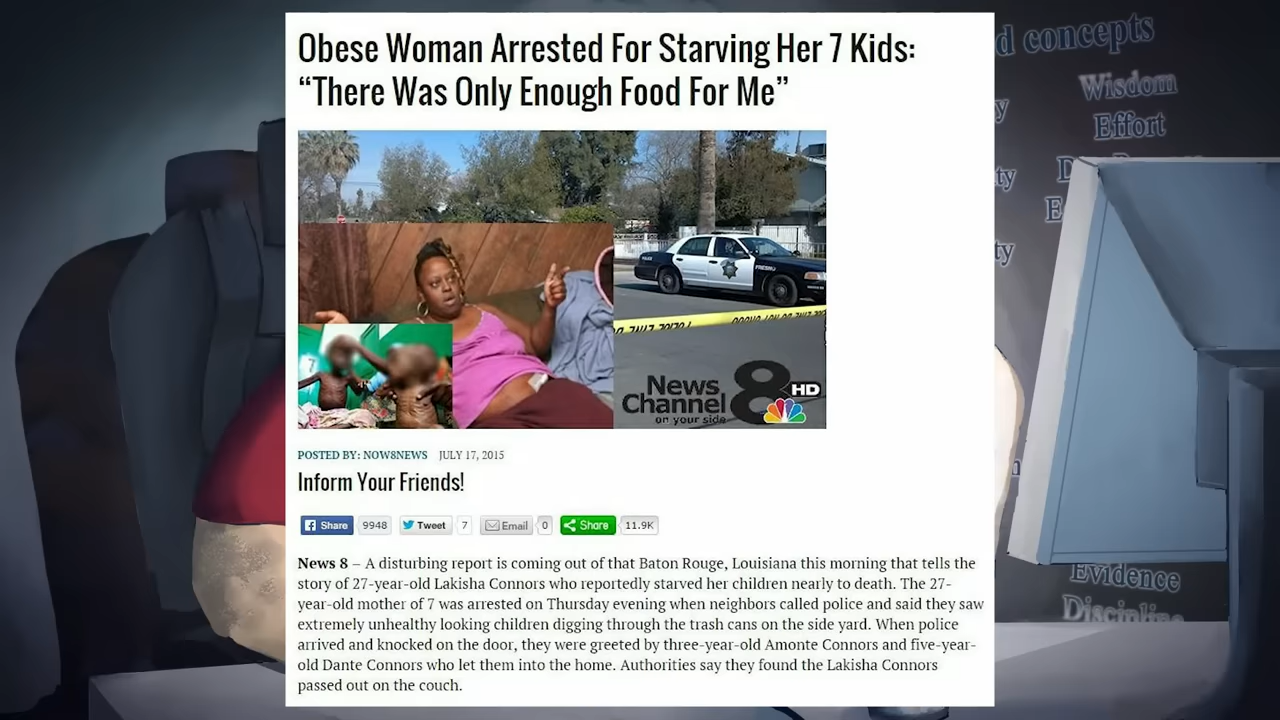 Obese Woman Arrested For Starving Her 7 Kids:
“There Was Only Enough Food For Me”
FRESNO
News
Channel
8
HD
on your side
POSTED BY: NOW8NEWS JULY 17, 2015
Inform Your Friends!
Share 9948 Tweet 7 Email 0 Share 11.9K
News 8 – A disturbing report is coming out of that Baton Rouge, Louisiana this morning that tells the
story of 27-year-old Lakisha Connors who reportedly starved her children nearly to death. The 27-
year-old mother of 7 was arrested on Thursday evening when neighbors called police and said they saw
extremely unhealthy looking children digging through the trash cans on the side yard. When police
arrived and knocked on the door, they were greeted by three-year-old Amonte Connors and five-year-
old Dante Connors who let them into the home. Authorities say they found the Lakisha Connors
passed out on the couch.
d concepts
Wisdom
Effort
ty
ty
Evidence
Discipline